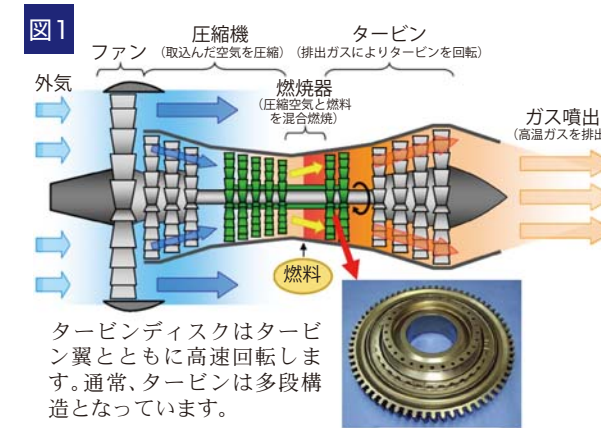 図1
ファン
圧縮機
(取込んだ空気を圧縮)
タービン
(排出ガスによりタービンを回転)
外気
燃焼器
(圧縮空気と燃料
を混合燃焼)
ガス噴出
(高温ガスを排出
燃料
タービンディスクはタービ
ン翼とともに高速回転しま
す。通常、タービンは多段構
造となっています。